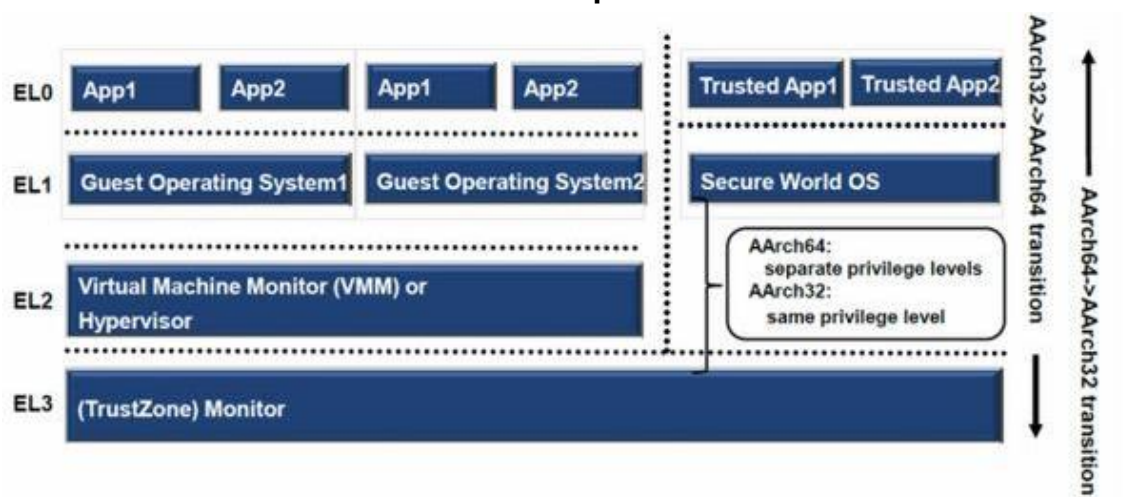 EL0
App1
App2
App1
App2
Trusted App1
Trusted App2
EL1
Guest Operating System1
Guest Operating System2
Secure World OS
AArch64:
separate privilege levels
AArch32:
same privilege level
EL2
Virtual Machine Monitor (VMM) or
Hypervisor
EL3
(TrustZone) Monitor
AArch32->AArch64 transition
AArch64->AArch32 transition